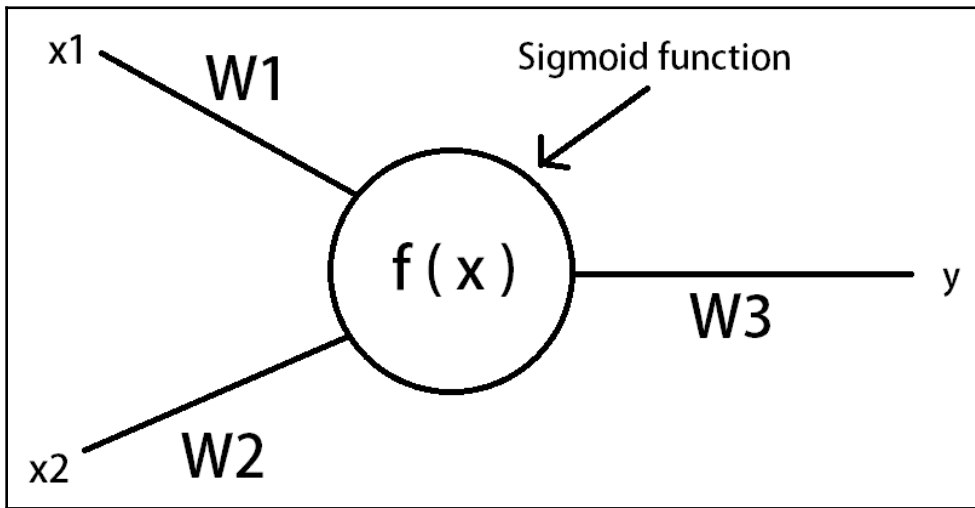 x1
W1
Sigmoid function
f ( x )
y
W3
W2
x2